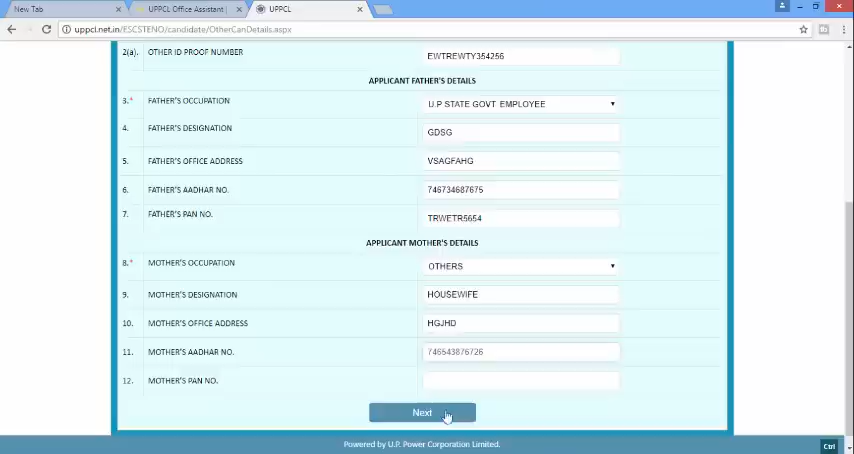 New Tab
UPPCL Office Assistant |
UPPCL
uppcl.net.in/ESCSTENO/candidate/OtherCanDetails.aspx
2(a). OTHER ID PROOF NUMBER EWTREWTY354256
APPLICANT FATHER'S DETAILS
3.* FATHER'S OCCUPATION U.P STATE GOVT EMPLOYEE
4. FATHER'S DESIGNATION GDSG
5. FATHER'S OFFICE ADDRESS VSAGFAHG
6. FATHER'S AADHAR NO. 746734687675
7. FATHER'S PAN NO. TRWETR5654
APPLICANT MOTHER'S DETAILS
8.* MOTHER'S OCCUPATION OTHERS
9. MOTHER'S DESIGNATION HOUSEWIFE
10. MOTHER'S OFFICE ADDRESS HGJHD
11. MOTHER'S AADHAR NO. 746543876726
12. MOTHER'S PAN NO.
Next
Powered by U.P. Power Corporation Limited.
Ctrl